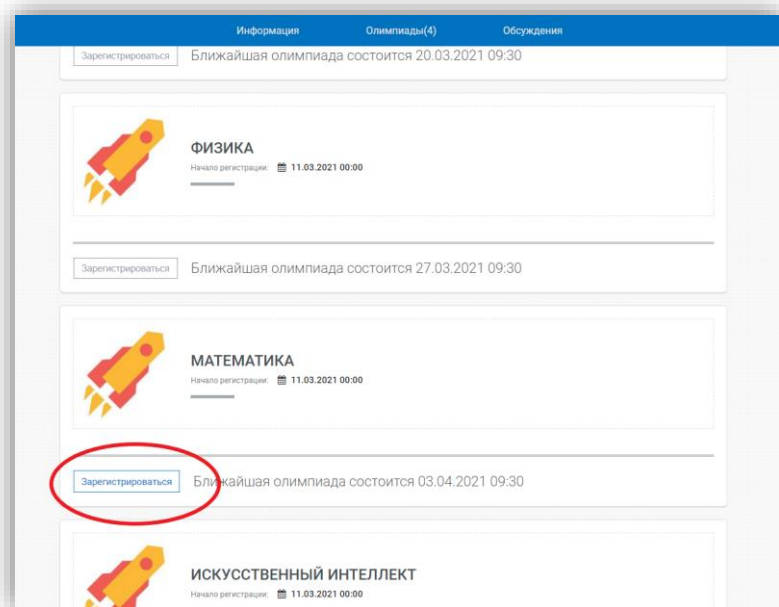 Информация Олимпиады(4) Обсуждения
Зарегистрироваться Ближайшая олимпиада состоится 20.03.2021 09:30
ФИЗИКА
Начало регистрации: 11.03.2021 00:00
Зарегистрироваться Ближайшая олимпиада состоится 27.03.2021 09:30
МАТЕМАТИКА
Начало регистрации: 11.03.2021 00:00
Зарегистрироваться Ближайшая олимпиада состоится 03.04.2021 09:30
ИСКУССТВЕННЫЙ ИНТЕЛЛЕКТ
Начало регистрации: 11.03.2021 00:00